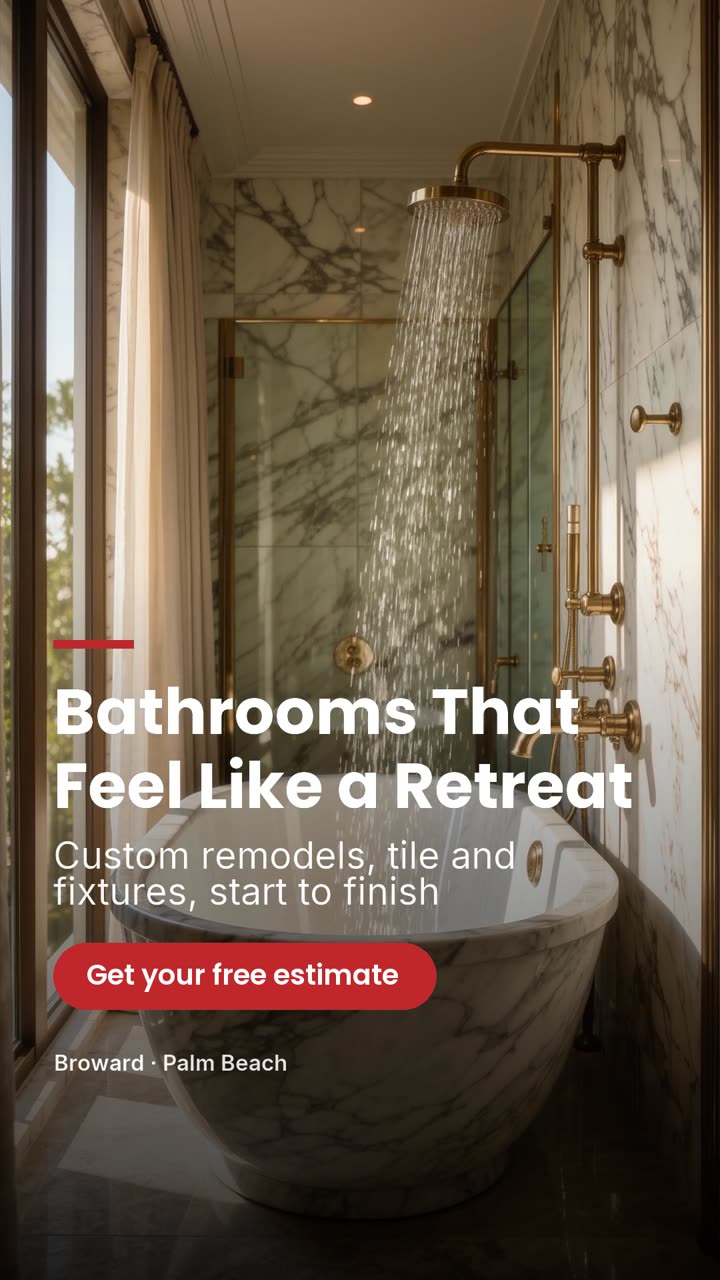 Bathrooms That
Feel Like a Retreat
Custom remodels, tile and
fixtures, start to finish
Get your free estimate
Broward · Palm Beach